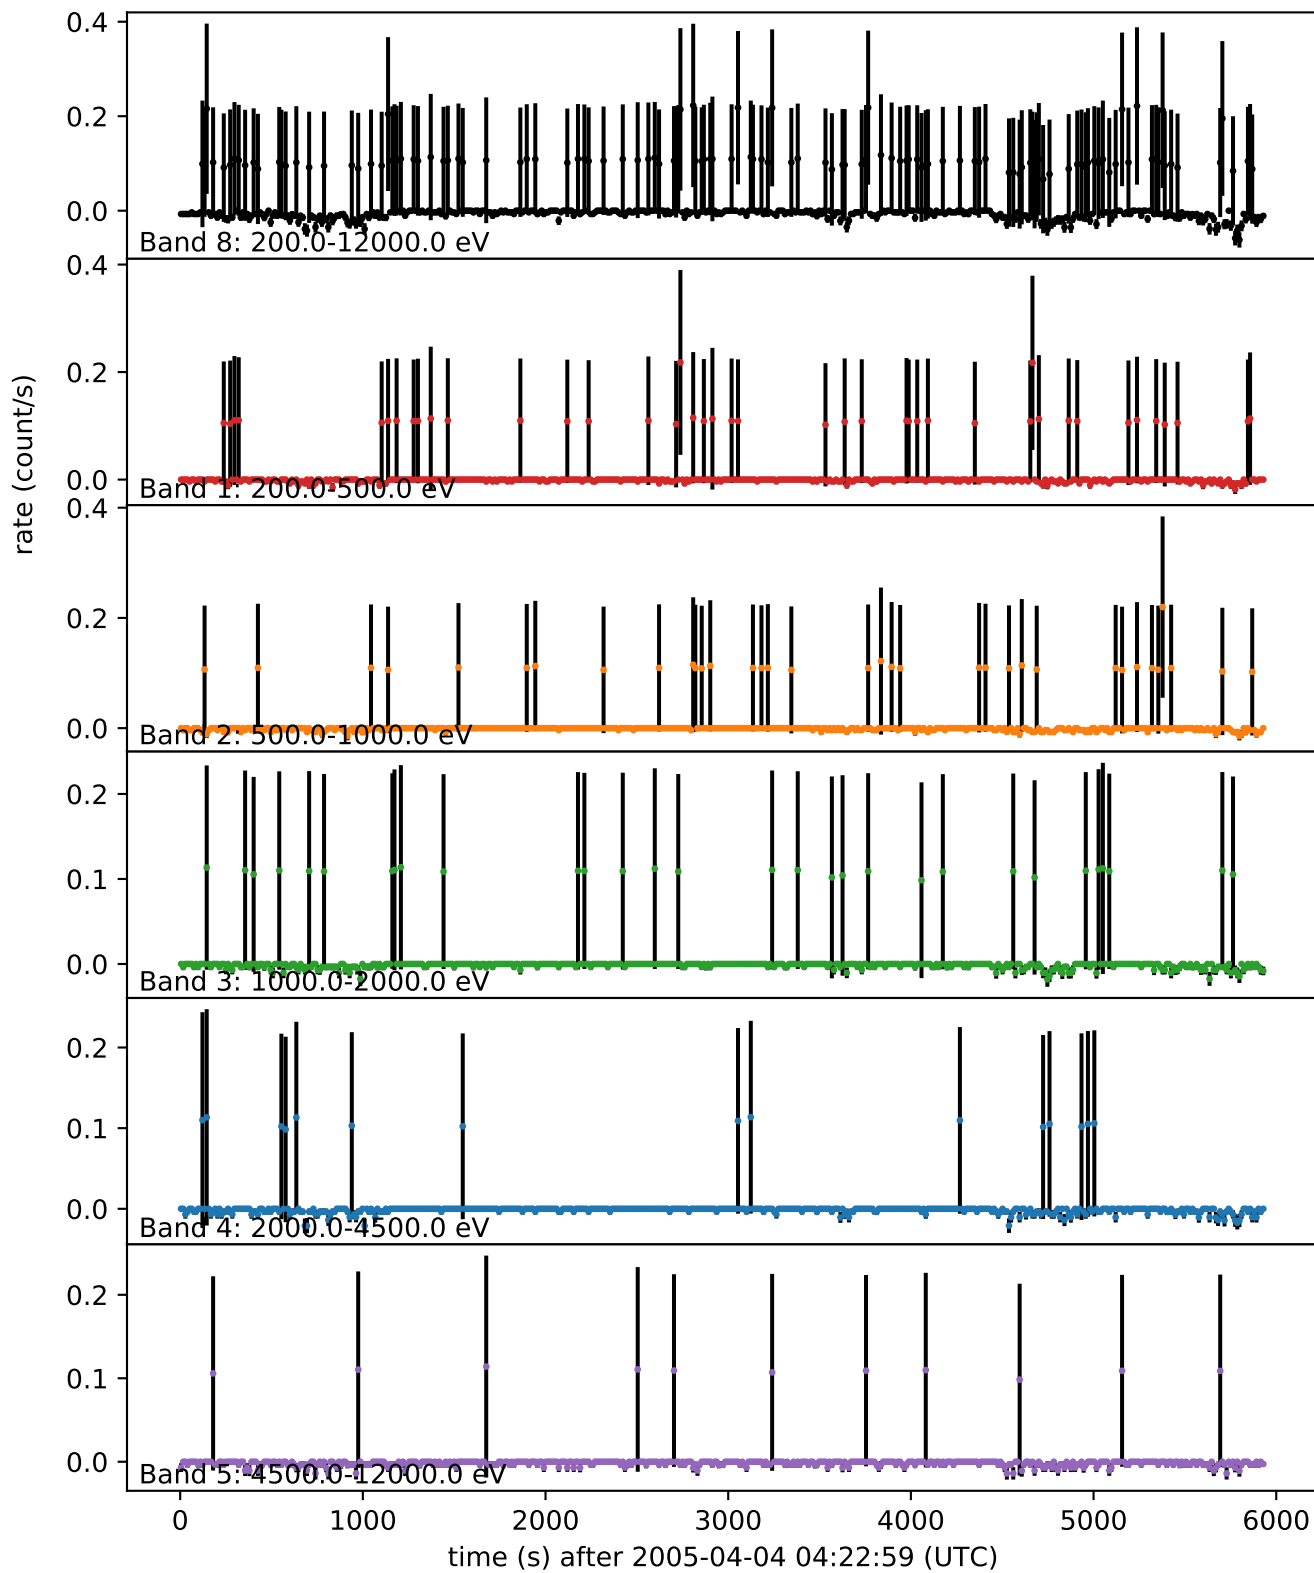 0.4
0.2
0.0
Band 8: 200.0-12000.0 eV
0.4
0.2
0.0
Band 1: 200.0-500.0 eV
rate (count/s)
0.4
0.2
0.0
Band 2: 500.0-1000.0 eV
0.2
0.1
0.0
Band 3: 1000.0-2000.0 eV
0.2
0.1
0.0
Band 4: 2000.0-4500.0 eV
0.2
0.1
0.0
Band 5: 4500.0-12000.0 eV
0 1000 2000 3000 4000 5000 6000
time (s) after 2005-04-04 04:22:59 (UTC)